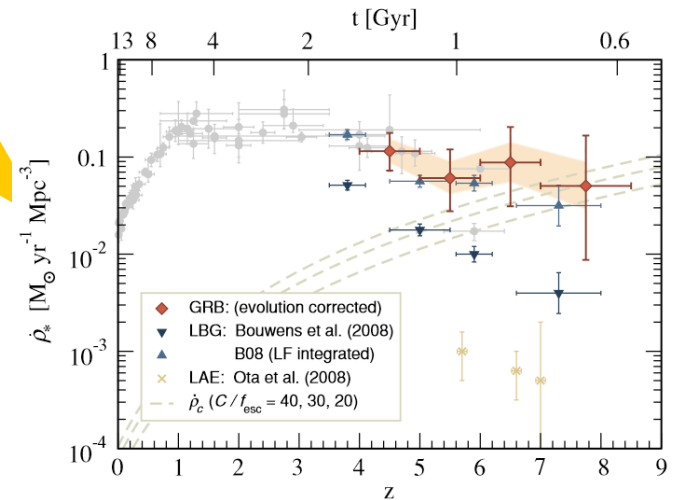 t [Gyr]
13 8 4 2 1 0.6
1
0.1
10⁻²
10⁻³
10⁻⁴
ρ̇* [M⊙ yr⁻¹ Mpc⁻³]
GRB: (evolution corrected)
LBG: Bouwens et al. (2008)
B08 (LF integrated)
LAE: Ota et al. (2008)
ρ̇c (C / fesc = 40, 30, 20)
0 1 2 3 4 5 6 7 8 9
z